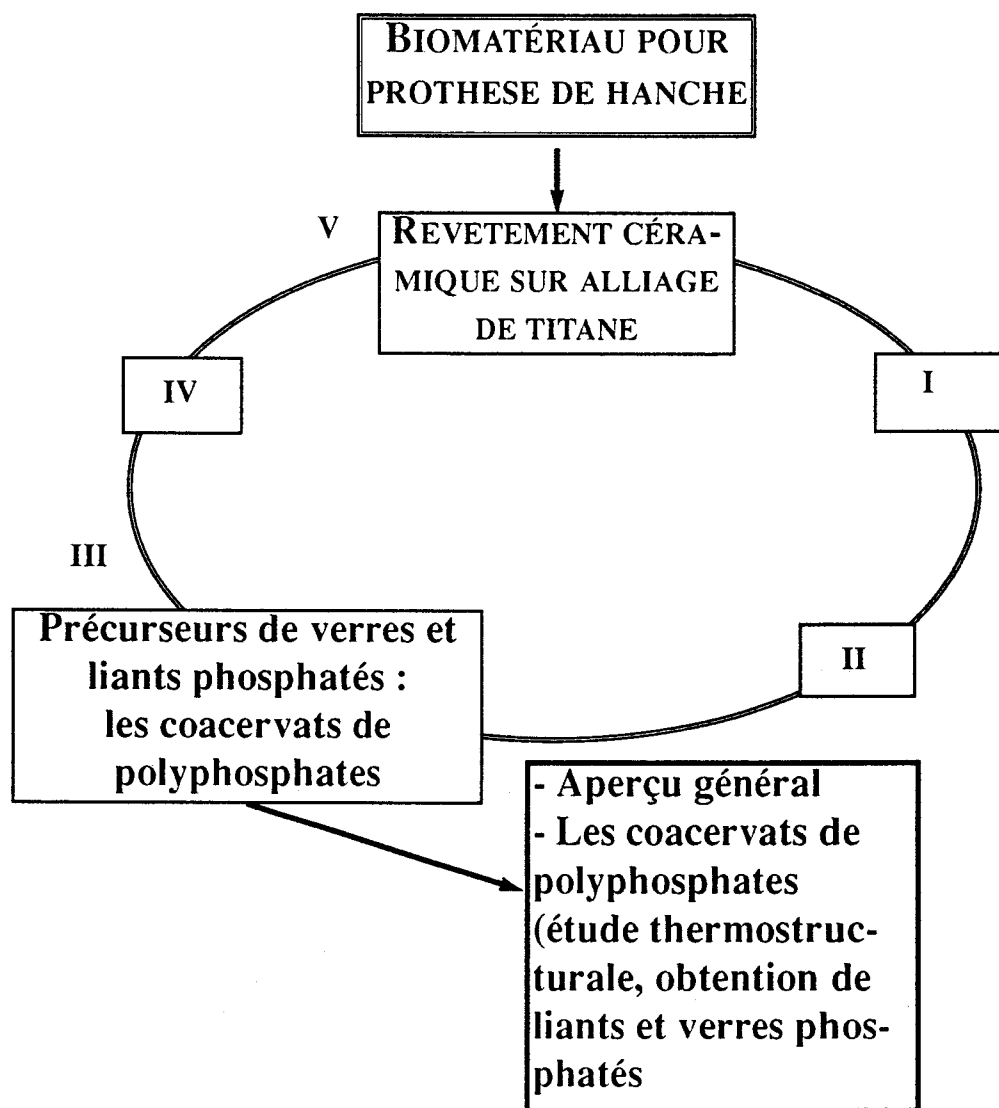 BIOMATÉRIAU POUR
PROTHESE DE HANCHE
V
REVETEMENT CÉRA-
MIQUE SUR ALLIAGE
DE TITANE
IV
I
III
Précurseurs de verres et
liants phosphatés :
les coacervats de
polyphosphates
II
- Aperçu général
- Les coacervats de
polyphosphates
(étude thermostruc-
turale, obtention de
liants et verres phos-
phatés